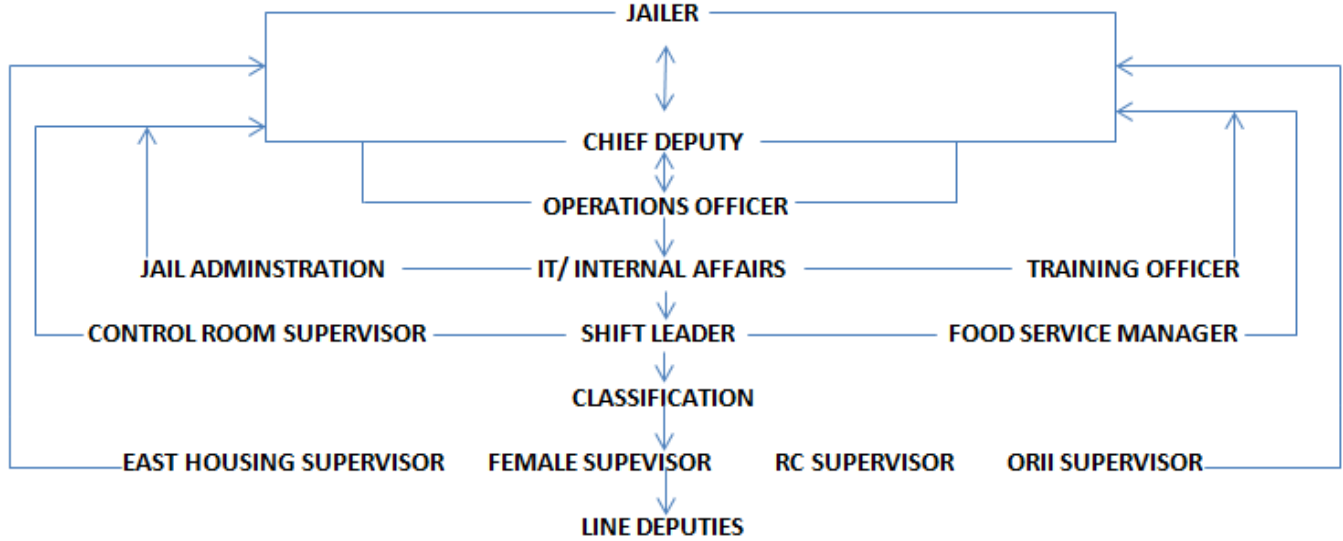 JAILER
CHIEF DEPUTY
OPERATIONS OFFICER
JAIL ADMINSTRATION IT/ INTERNAL AFFAIRS TRAINING OFFICER
CONTROL ROOM SUPERVISOR SHIFT LEADER FOOD SERVICE MANAGER
CLASSIFICATION
EAST HOUSING SUPERVISOR FEMALE SUPEVISOR RC SUPERVISOR ORII SUPERVISOR
LINE DEPUTIES